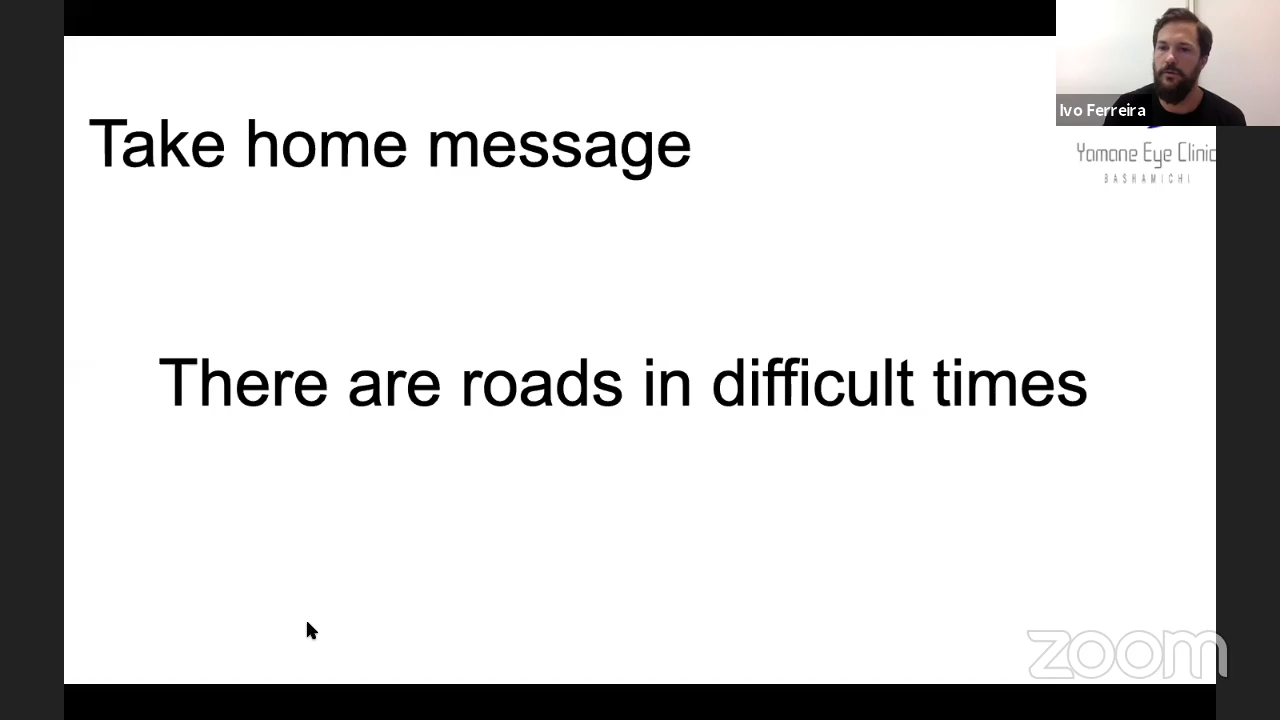 Ivo Ferreira
Take home message
Yamane Eye Clinic
BASHAMICHI
There are roads in difficult times
zoom